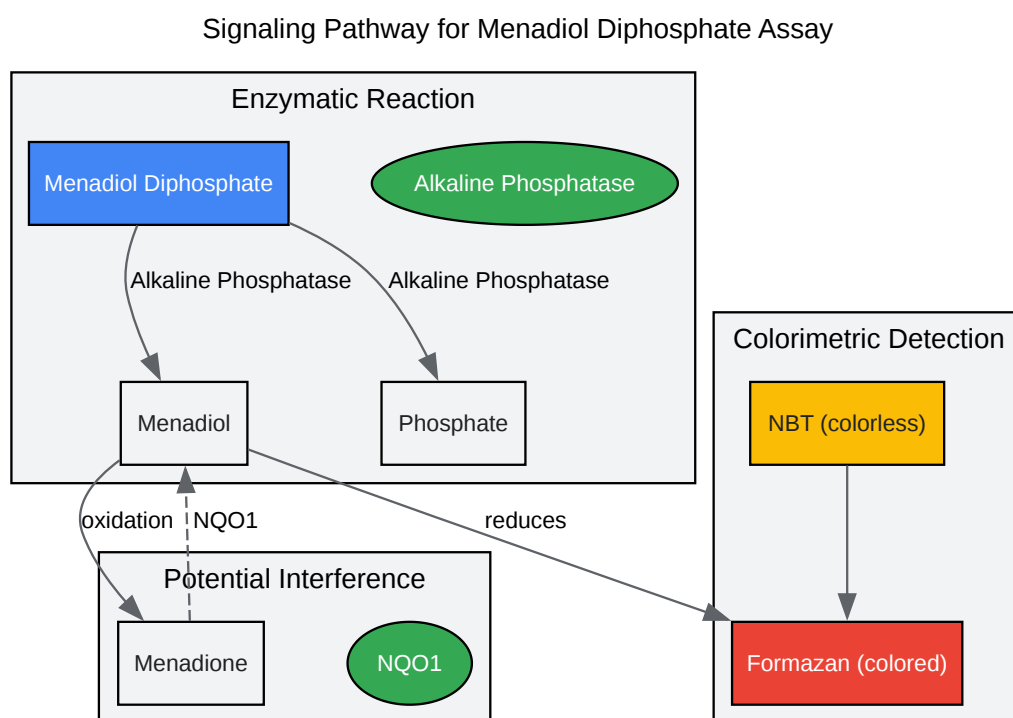 Signaling Pathway for Menadiol Diphosphate Assay
Enzymatic Reaction
Menadiol Diphosphate
Alkaline Phosphatase
Alkaline Phosphatase
Alkaline Phosphatase
Colorimetric Detection
Menadiol
Phosphate
NBT (colorless)
oxidation
NQO1
reduces
Potential Interference
Menadione
NQO1
Formazan (colored)